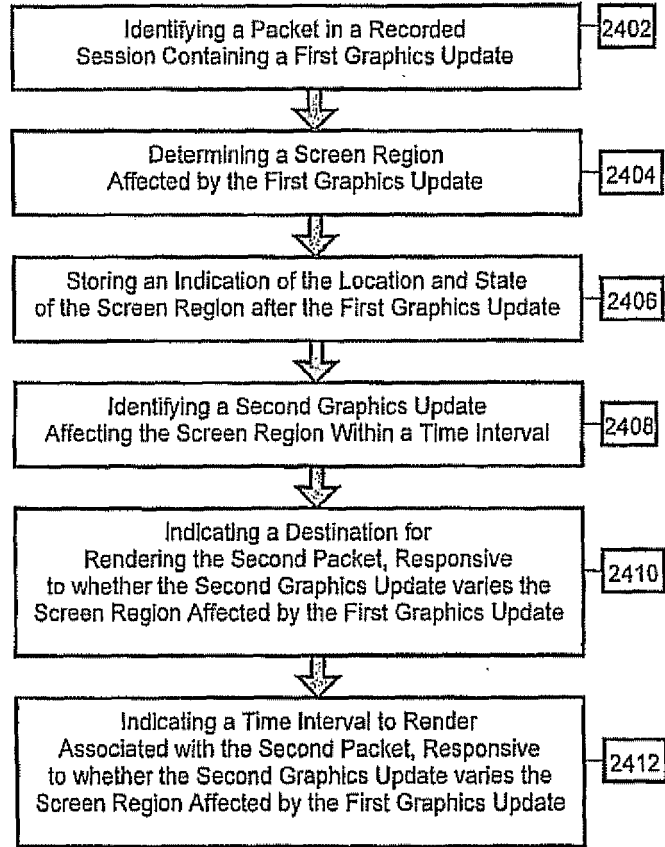 Identifying a Packet in a Recorded
Session Containing a First Graphics Update
2402
Determining a Screen Region
Affected by the First Graphics Update
2404
Storing an Indication of the Location and State
of the Screen Region after the First Graphics Update
2406
Identifying a Second Graphics Update
Affecting the Screen Region Within a Time Interval
2408
Indicating a Destination for
Rendering the Second Packet, Responsive
to whether the Second Graphics Update varies the
Screen Region Affected by the First Graphics Update
2410
Indicating a Time Interval to Render
Associated with the Second Packet, Responsive
to whether the Second Graphics Update varies the
Screen Region Affected by the First Graphics Update
2412